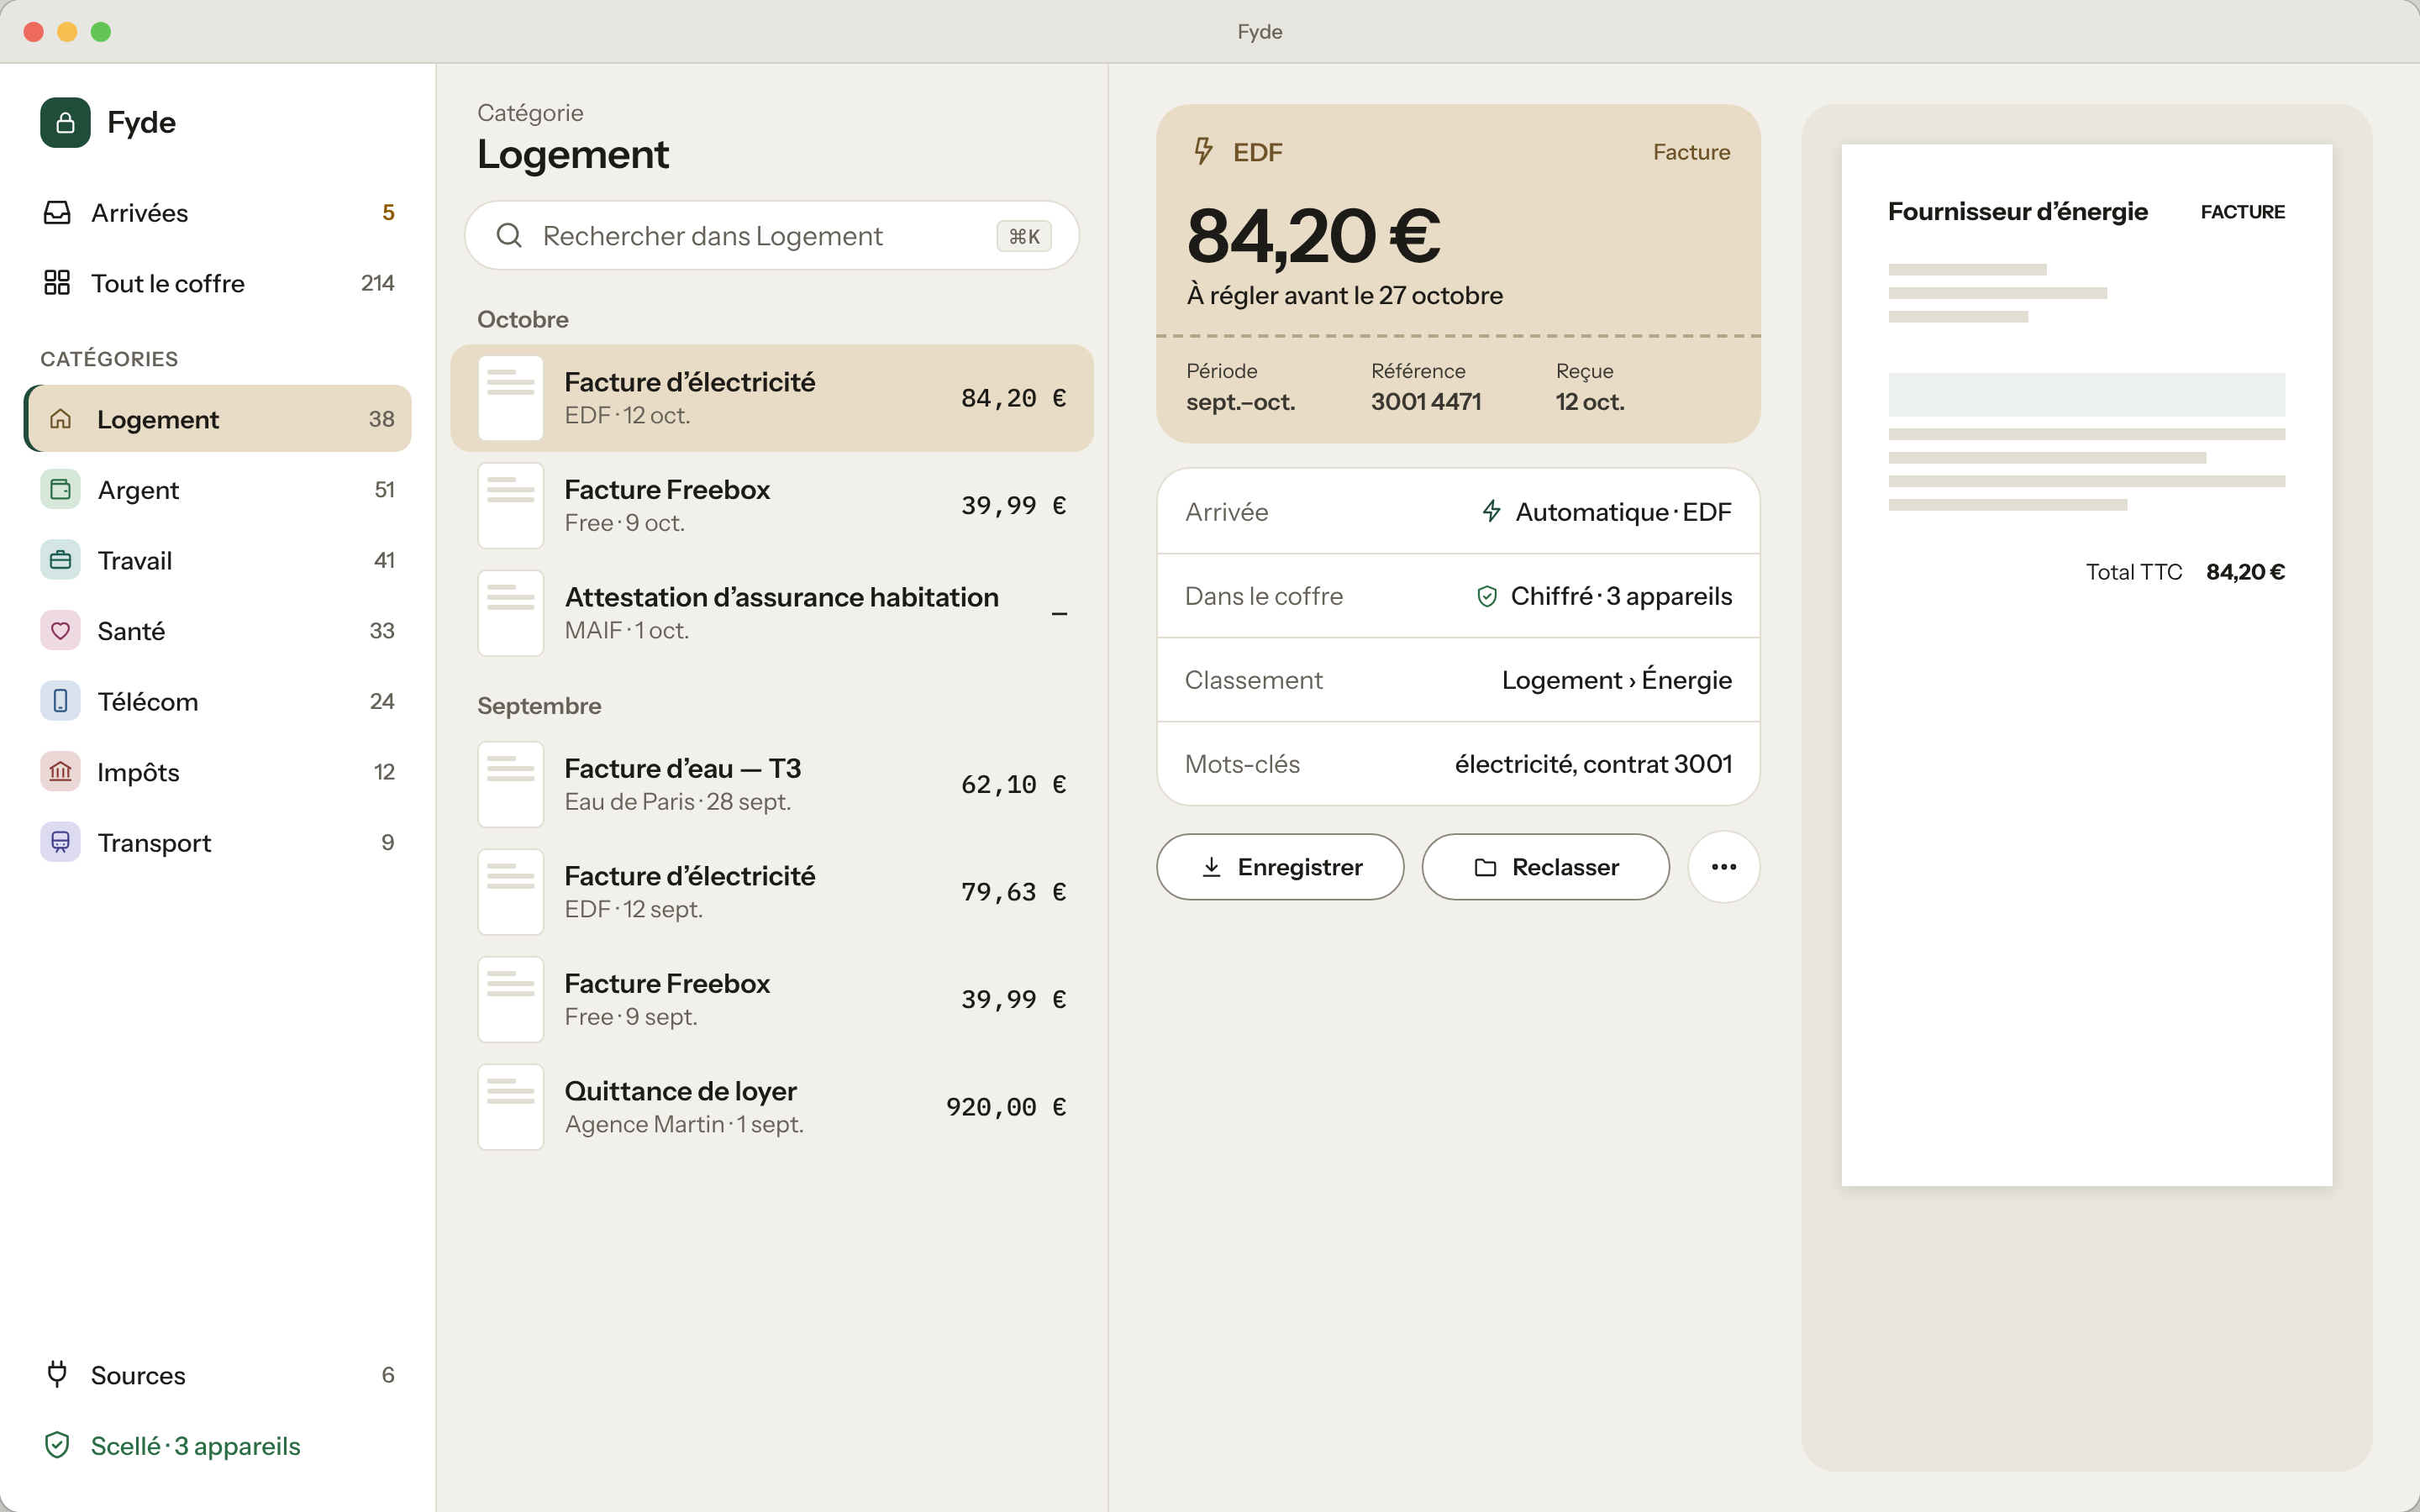 Fyde
Fyde
Arrivées 5
Tout le coffre 214
CATÉGORIES
Logement 38
Argent 51
Travail 41
Santé 33
Télécom 24
Impôts 12
Transport 9
Sources 6
Scellé · 3 appareils
Catégorie
Logement
Rechercher dans Logement ⌘K
Octobre
Facture d’électricité 84,20 €
EDF · 12 oct.
Facture Freebox 39,99 €
Free · 9 oct.
Attestation d’assurance habitation –
MAIF · 1 oct.
Septembre
Facture d’eau — T3 62,10 €
Eau de Paris · 28 sept.
Facture d’électricité 79,63 €
EDF · 12 sept.
Facture Freebox 39,99 €
Free · 9 sept.
Quittance de loyer 920,00 €
Agence Martin · 1 sept.
EDF Facture
84,20 €
À régler avant le 27 octobre
Période Référence Reçue
sept.–oct. 3001 4471 12 oct.
Arrivée Automatique · EDF
Dans le coffre Chiffré · 3 appareils
Classement Logement › Énergie
Mots-clés électricité, contrat 3001
Enregistrer Reclasser
Fournisseur d’énergie FACTURE
Total TTC 84,20 €